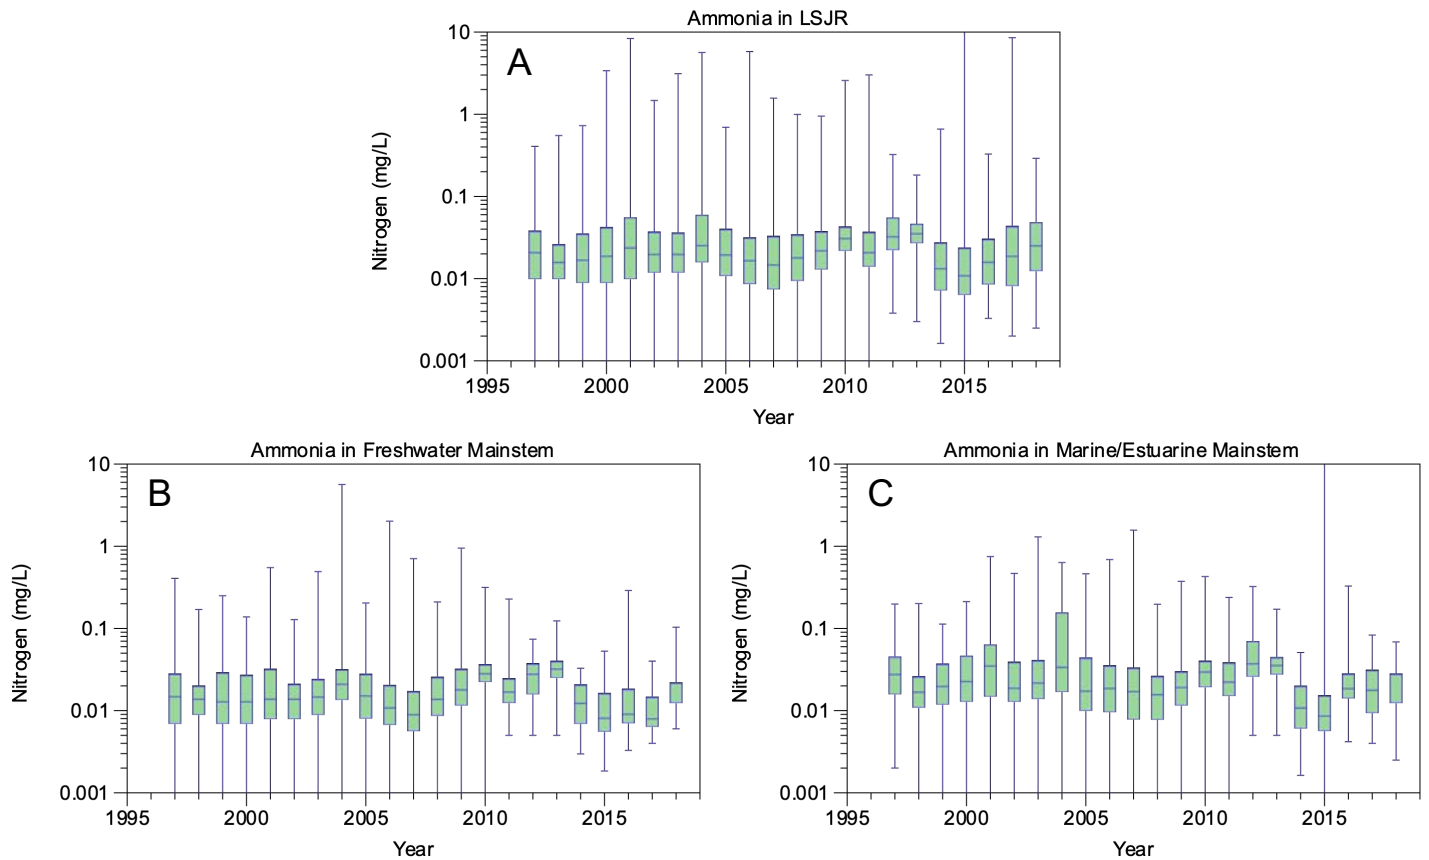 Ammonia in LSJR
A
10
1
0.1
0.01
0.001
Nitrogen (mg/L)
1995 2000 2005 2010 2015
Year
Ammonia in Freshwater Mainstem
B
10
1
0.1
0.01
0.001
Nitrogen (mg/L)
1995 2000 2005 2010 2015
Year
Ammonia in Marine/Estuarine Mainstem
C
10
1
0.1
0.01
0.001
Nitrogen (mg/L)
1995 2000 2005 2010 2015
Year